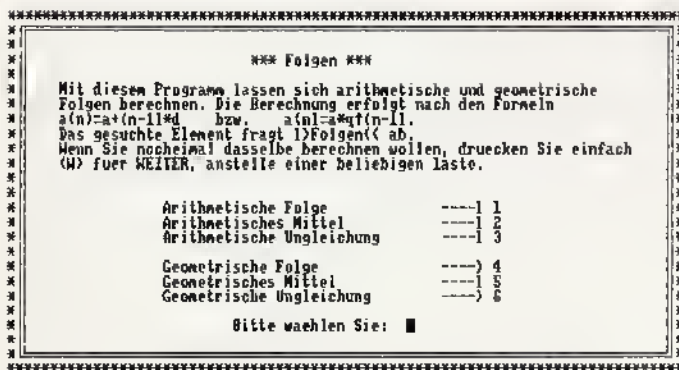 *** Folgen ***
Mit diesem Programm lassen sich arithmetische und geometrische
Folgen berechnen. Die Berechnung erfolgt nach den Formeln
a(n)=a+(n-1)*d bzw. a(n)=a*q↑(n-1).
Das gesuchte Element fragt ))Folgen(( ab.
Wenn Sie nocheimal dasselbe berechnen wollen, druecken Sie einfach
(W) fuer WEITER, anstelle einer beliebigen Taste.
Arithmetische Folge ----) 1
Arithmetisches Mittel ----) 2
Arithmetische Ungleichung ----) 3
Geometrische Folge ----) 4
Geometrisches Mittel ----) 5
Geometrische Ungleichung ----) 6
Bitte waehlen Sie: